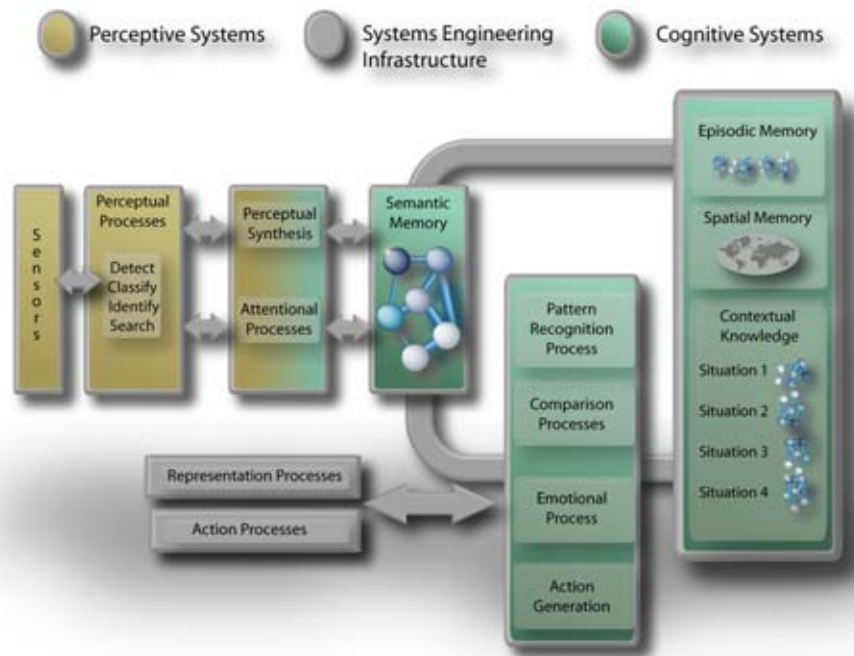 Perceptive Systems
Systems Engineering
Infrastructure
Cognitive Systems
Sensors
Perceptual
Processes
Detect
Classify
Identify
Search
Perceptual
Synthesis
Attentional
Processes
Semantic
Memory
Episodic Memory
Spatial Memory
Contextual
Knowledge
Situation 1
Situation 2
Situation 3
Situation 4
Pattern
Recognition
Process
Comparison
Processes
Emotional
Process
Action
Generation
Representation Processes
Action Processes